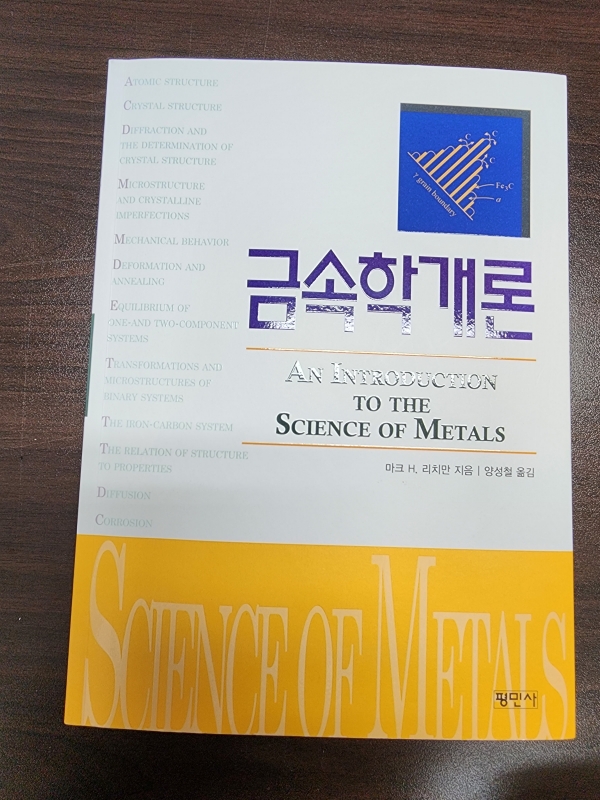 ATOMIC STRUCTURE
CRYSTAL STRUCTURE
DIFFRACTION AND
THE DETERMINATION OF
CRYSTAL STRUCTURE
MICROSTRUCTURE
AND CRYSTALLINE
IMPERFECTIONS
MECHANICAL BEHAVIOR
DEFORMATION AND
ANNEALING
EQUILIBRIUM OF
ONE-AND TWO-COMPONENT
SYSTEMS
TRANSFORMATIONS AND
MICROSTRUCTURES OF
BINARY SYSTEMS
THE IRON-CARBON SYSTEM
THE RELATION OF STRUCTURE
TO PROPERTIES
DIFFUSION
CORROSION
C
C
C
C
Fe₃C
α
γ grain boundary
금속학개론
AN INTRODUCTION
TO THE
SCIENCE OF METALS
마크 H. 리치만 지음 | 양성철 옮김
SCIENCE OF METALS
평민사